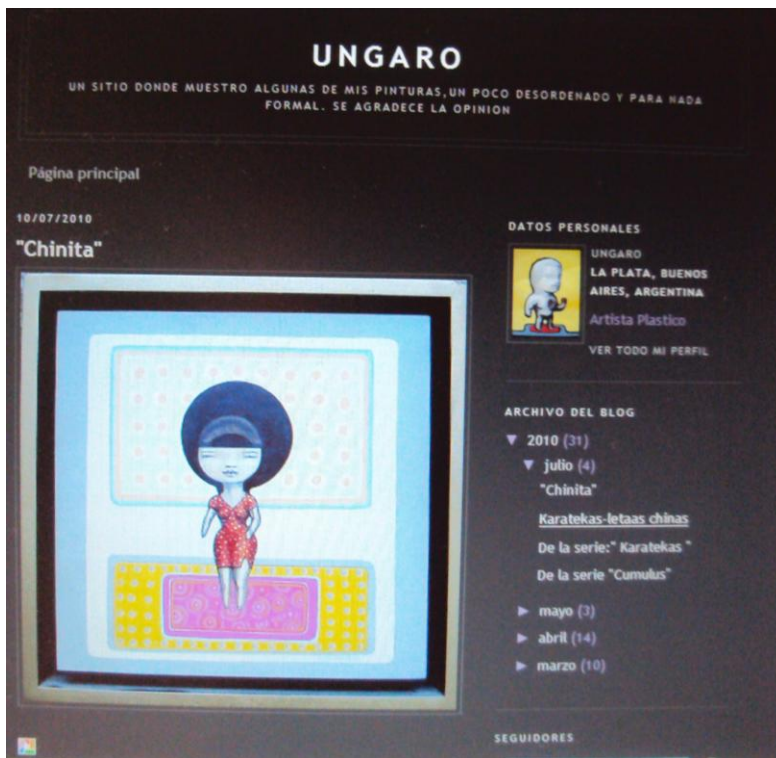 UNGARO
UN SITIO DONDE MUESTRO ALGUNAS DE MIS PINTURAS,UN POCO DESORDENADO Y PARA NADA
FORMAL. SE AGRADECE LA OPINION
Página principal
10/07/2010
"Chinita"
DATOS PERSONALES
UNGARO
LA PLATA, BUENOS
AIRES, ARGENTINA
Artista Plastico
VER TODO MI PERFIL
ARCHIVO DEL BLOG
▼ 2010 (31)
▼ julio (4)
"Chinita"
Karatekas-letaas chinas
De la serie:" Karatekas "
De la serie "Cumulus"
► mayo (3)
► abril (14)
► marzo (10)
SEGUIDORES